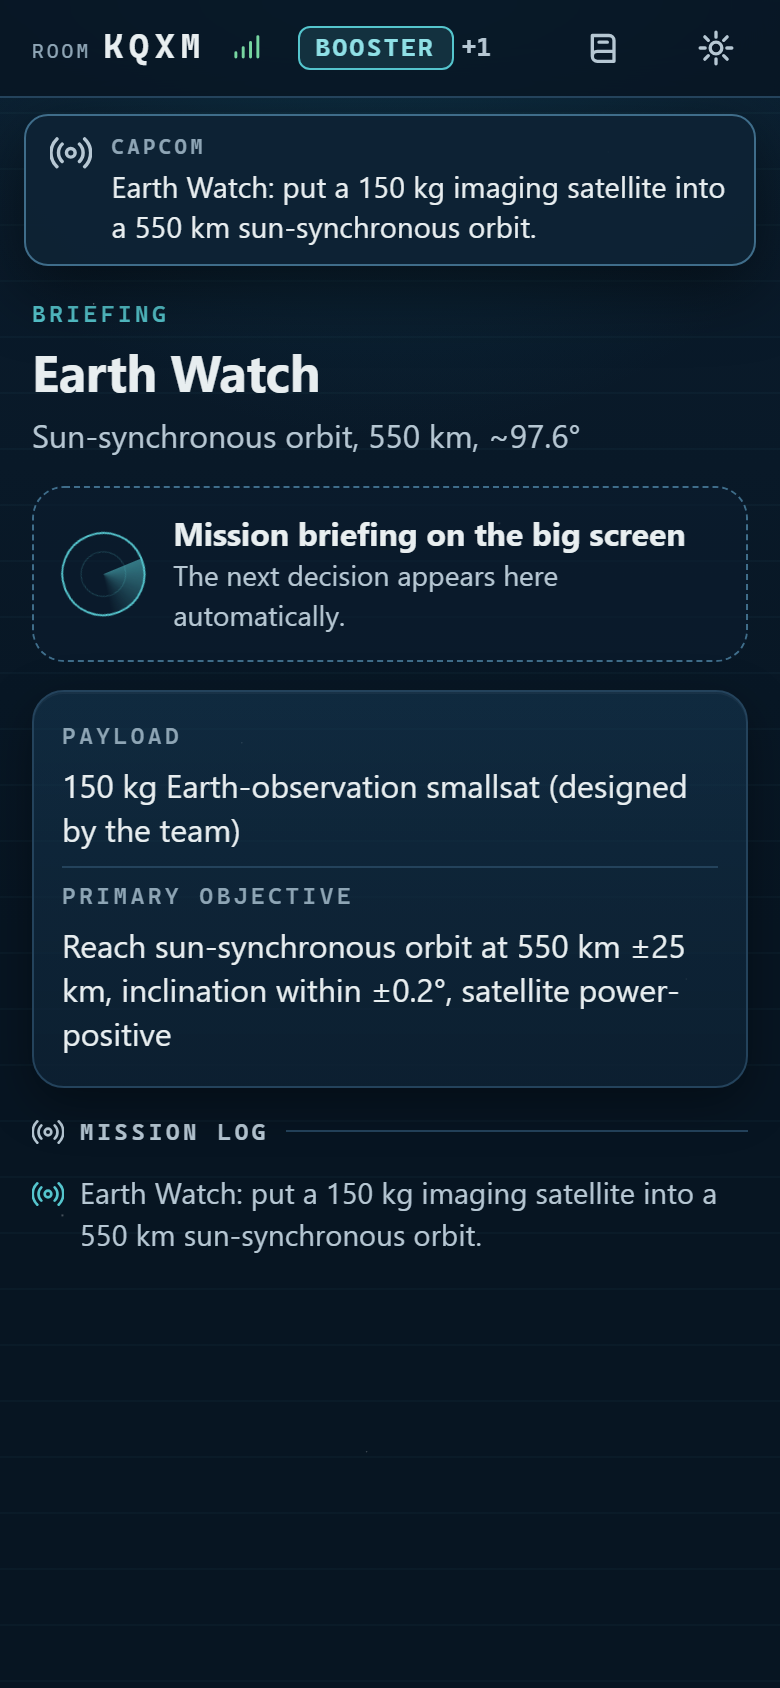 ROOM KQXM BOOSTER +1
CAPCOM
Earth Watch: put a 150 kg imaging satellite into
a 550 km sun-synchronous orbit.
BRIEFING
Earth Watch
Sun-synchronous orbit, 550 km, ~97.6°
Mission briefing on the big screen
The next decision appears here
automatically.
PAYLOAD
150 kg Earth-observation smallsat (designed
by the team)
PRIMARY OBJECTIVE
Reach sun-synchronous orbit at 550 km ±25
km, inclination within ±0.2°, satellite power-
positive
MISSION LOG
Earth Watch: put a 150 kg imaging satellite into a
550 km sun-synchronous orbit.